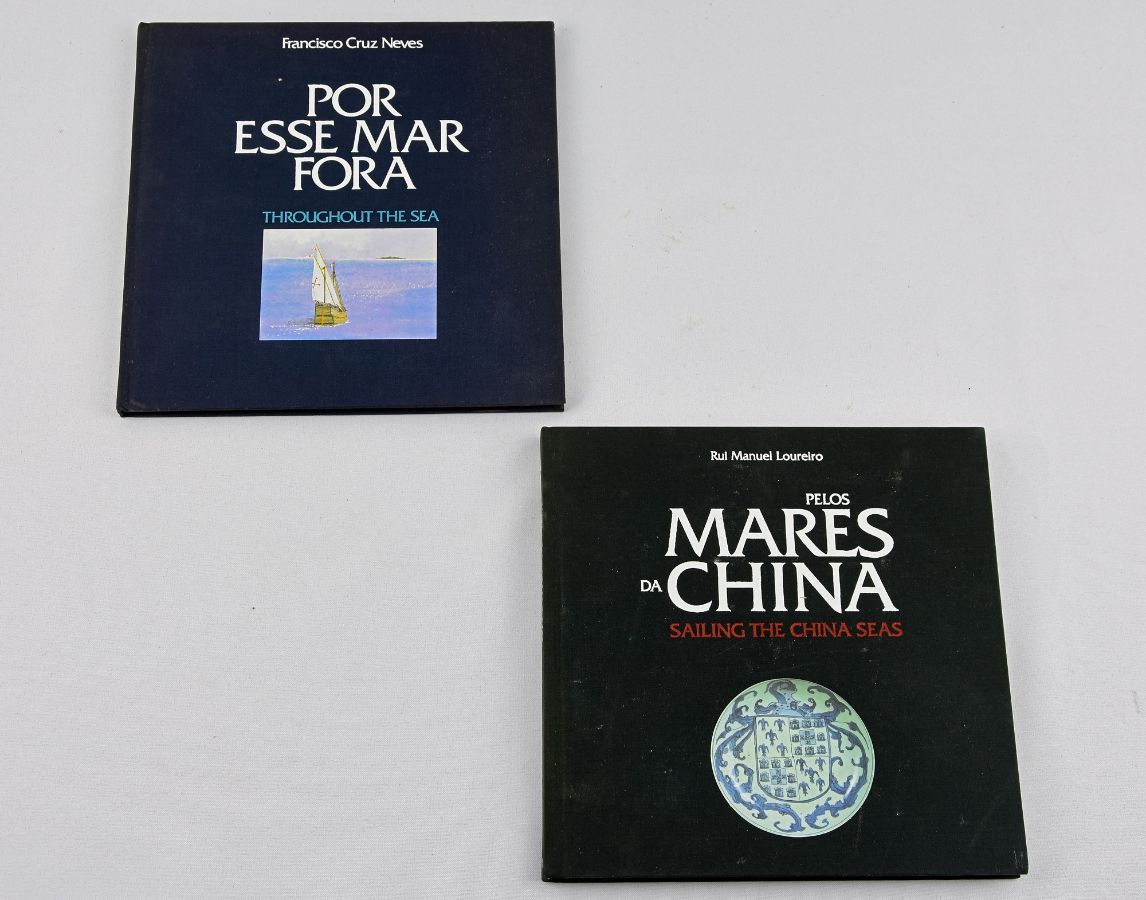 Francisco Cruz Neves
POR
ESSE MAR
FORA
THROUGHOUT THE SEA
Rui Manuel Loureiro
PELOS
MARES
DA CHINA
SAILING THE CHINA SEAS